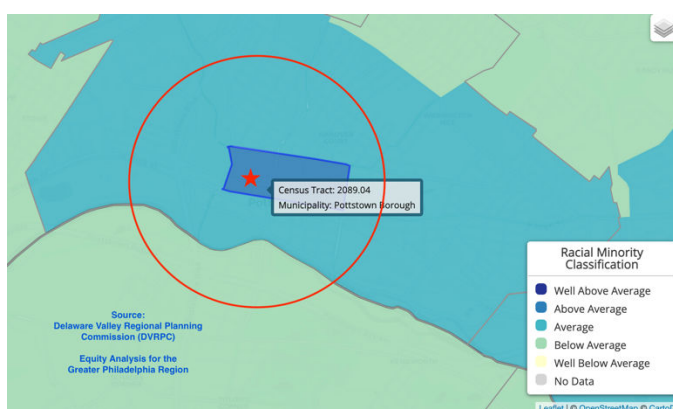 Census Tract: 2089.04
Municipality: Pottstown Borough
Source:
Delaware Valley Regional Planning
Commission (DVRPC)
Equity Analysis for the
Greater Philadelphia Region
Racial Minority
Classification
Well Above Average
Above Average
Average
Below Average
Well Below Average
No Data
Leaflet | © OpenStreetMap © CartoD